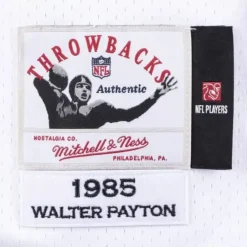 THROWBACKS
NFL
Authentic
NOSTALGIA CO.
Mitchell & Ness
PHILADELPHIA, PA.
NFL PLAYERS
1985
WALTER PAYTON